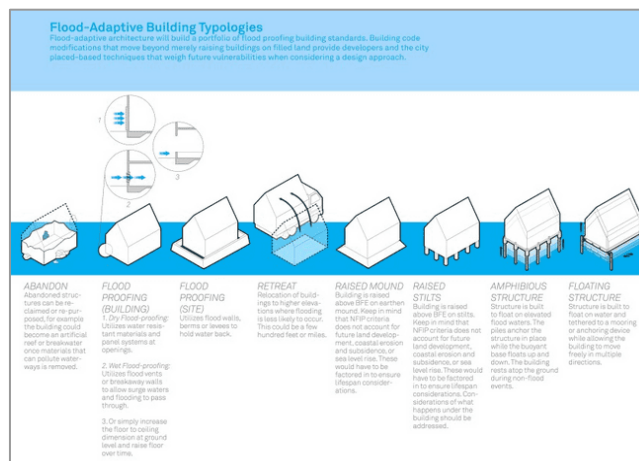 Flood-Adaptive Building Typologies
Flood-adaptive architecture will build a portfolio of flood proofing building standards. Building code
modifications that move beyond merely raising buildings on filled land provide developers and the city
placed-based techniques that weigh future vulnerabilities when considering a design approach.
1
2
3
ABANDON
Abandoned struc-
tures can be re-
claimed or re-pur-
posed, for example
the building could
become an artificial
reef or breakwater
once materials that
can pollute water-
ways is removed.
FLOOD
PROOFING
(BUILDING)
1. Dry Flood-proofing:
Utilizes water resis-
tant materials and
panel systems at
openings.
2. Wet Flood-proofing:
Utilizes flood vents
or breakaway walls
to allow surge waters
and flooding to pass
through.
3. Or simply increase
the floor to ceiling
dimension at ground
level and raise floor
over time.
FLOOD
PROOFING
(SITE)
Utilizes flood walls,
berms or levees to
hold water back.
RETREAT
Relocation of build-
ings to higher eleva-
tions where flooding
is less likely to occur.
This could be a few
hundred feet or miles.
RAISED MOUND
Building is raised
above BFE on earthen
mound. Keep in mind
that NFIP criteria
does not account for
future land develop-
ment, coastal erosion
and subsidence, or
sea level rise. These
would have to be
factored in to ensure
lifespan consider-
ations.
RAISED
STILTS
Building is raised
above BFE on stilts.
Keep in mind that
NFIP criteria does not
account for future
land development,
coastal erosion and
subsidence, or sea
level rise. These would
have to be factored
in to ensure lifespan
considerations. Con-
siderations of what
happens under the
building should be
addressed.
AMPHIBIOUS
STRUCTURE
Structure is built
to float on elevated
flood waters. The
piles anchor the
structure in place
while the buoyant
base floats up and
down. The building
rests atop the ground
during non-flood
events.
FLOATING
STRUCTURE
Structure is built to
float on water and
tethered to a mooring
or anchoring device
while allowing the
building to move
freely in multiple
directions.